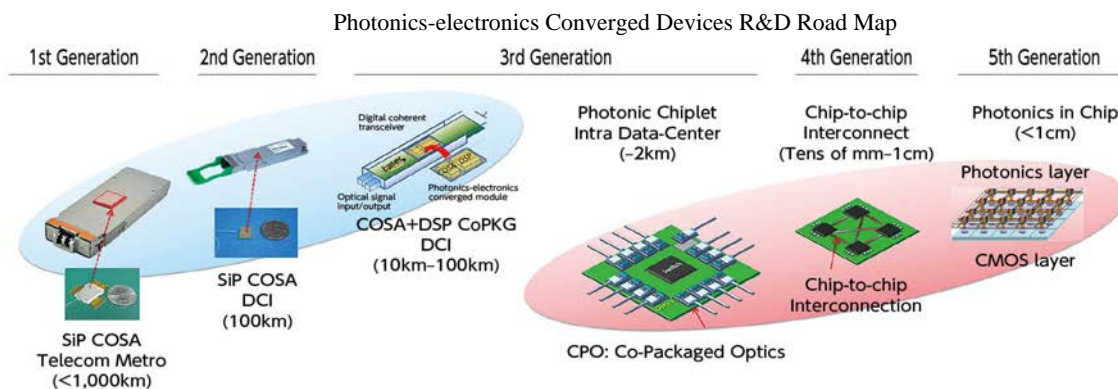 Photonics-electronics Converged Devices R&D Road Map
1st Generation
2nd Generation
3rd Generation
4th Generation
5th Generation
SiP COSA
Telecom Metro
(<1,000km)
SiP COSA
DCI
(100km)
Digital coherent
transceiver
COSA DSP
Optical signal
input/output
Photonics-electronics
converged module
COSA+DSP CoPKG
DCI
(10km–100km)
Photonic Chiplet
Intra Data-Center
(–2km)
CPO: Co-Packaged Optics
Chip-to-chip
Interconnect
(Tens of mm–1cm)
Chip-to-chip
Interconnection
Photonics in Chip
(<1cm)
Photonics layer
CMOS layer